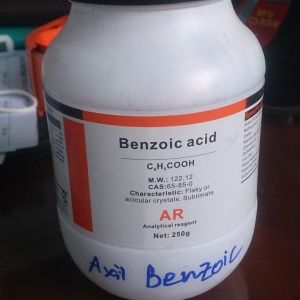 Benzoic acid
C₆H₅COOH
M.W.: 122.12
CAS:65-85-0
Characteristic: Flaky or
acicular crystals. Sublimate
AR
Analytical reagent
Net: 250g
Axit Benzoic